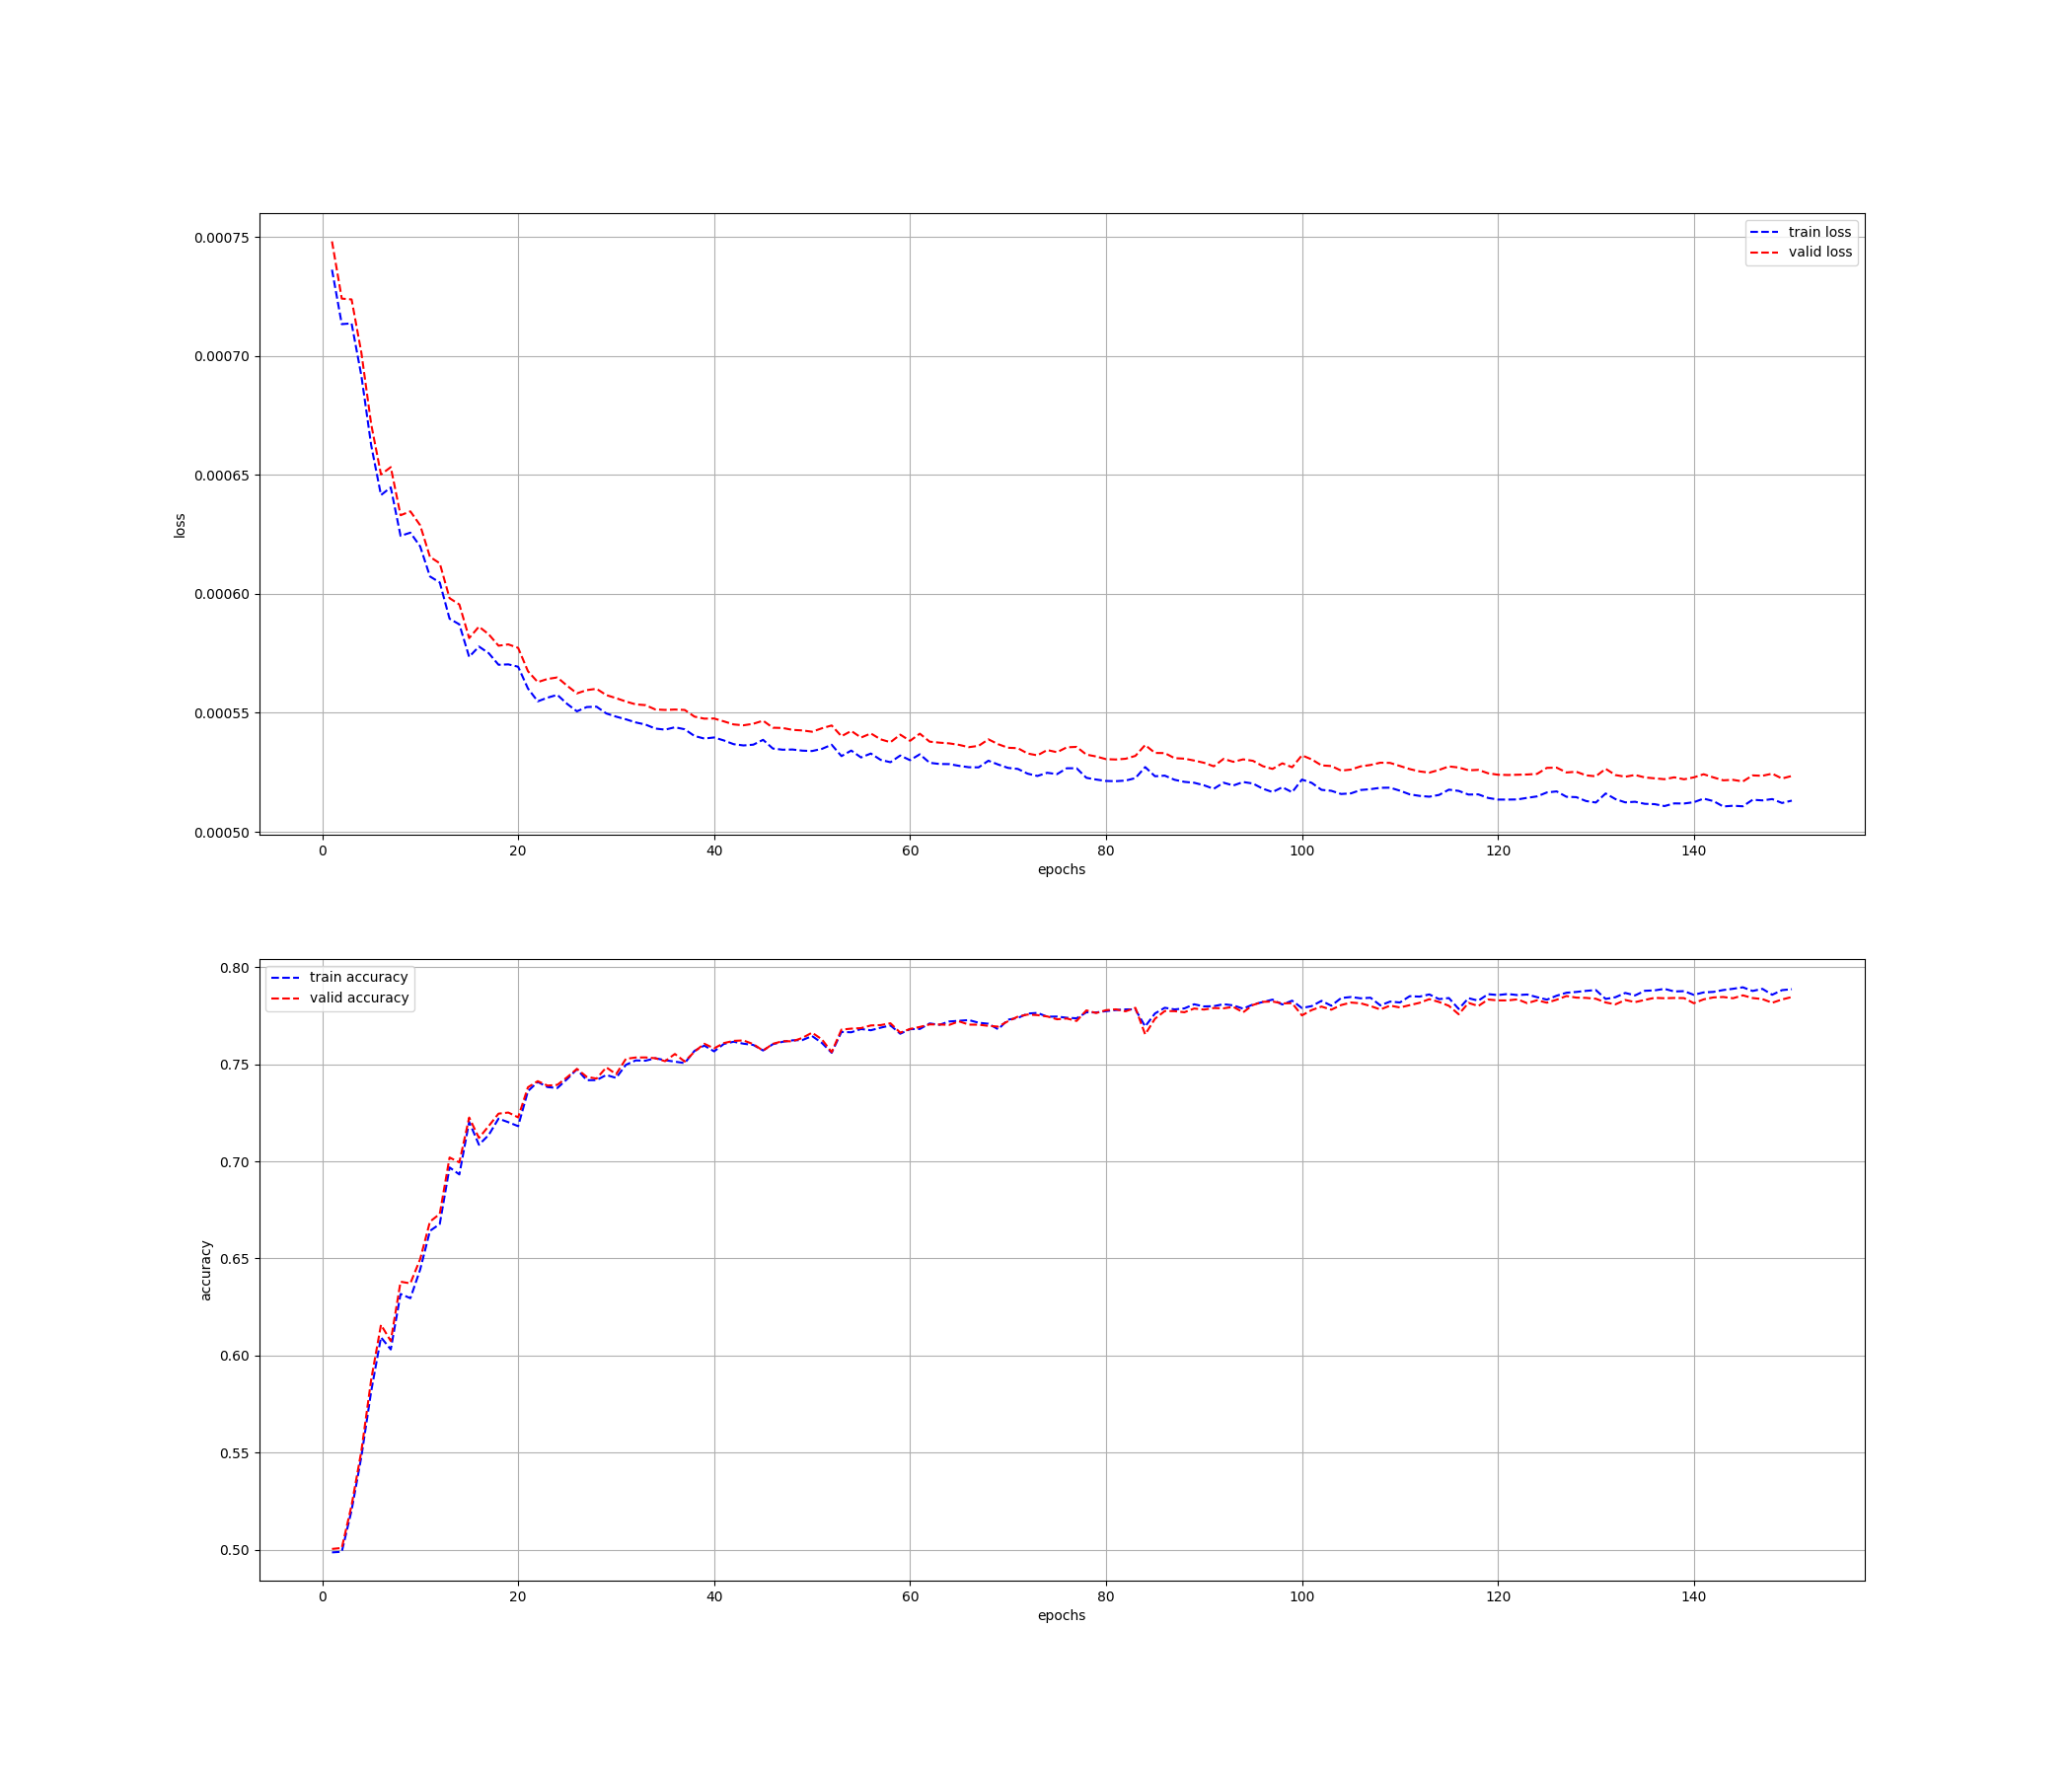 0.00075
0.00070
0.00065
0.00060
0.00055
0.00050
loss
train loss
valid loss
0 20 40 60 80 100 120 140
epochs
0.80
0.75
0.70
0.65
0.60
0.55
0.50
accuracy
train accuracy
valid accuracy
0 20 40 60 80 100 120 140
epochs